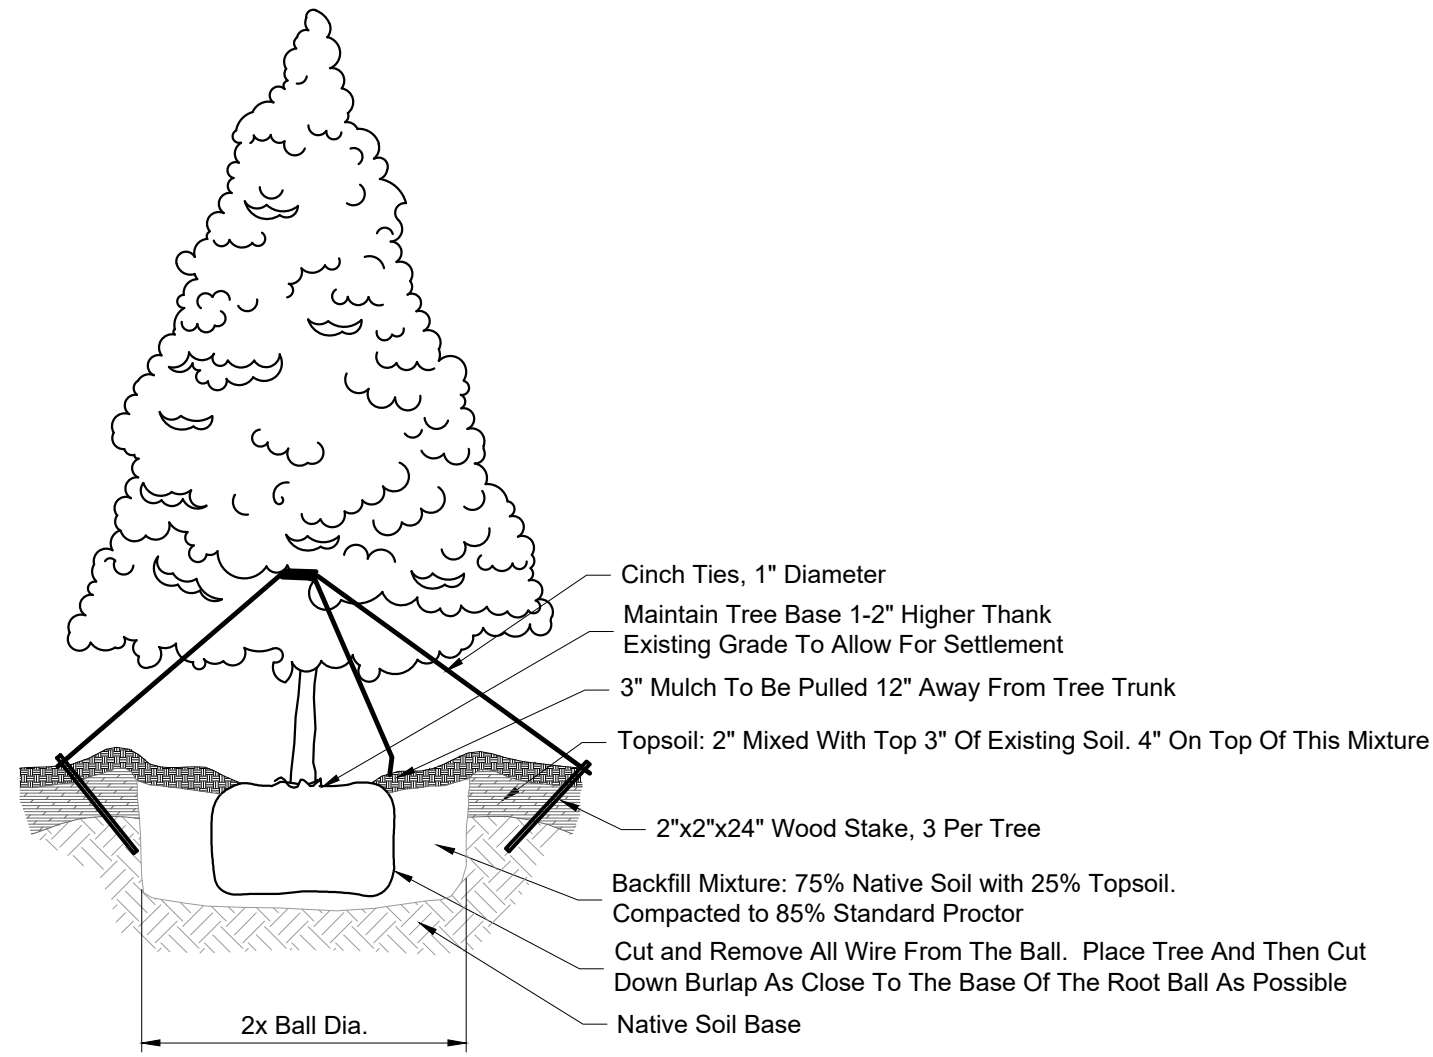 Cinch Ties, 1" Diameter
Maintain Tree Base 1-2" Higher Thank
Existing Grade To Allow For Settlement
3" Mulch To Be Pulled 12" Away From Tree Trunk
Topsoil: 2" Mixed With Top 3" Of Existing Soil. 4" On Top Of This Mixture
2"x2"x24" Wood Stake, 3 Per Tree
Backfill Mixture: 75% Native Soil with 25% Topsoil.
Compacted to 85% Standard Proctor
Cut and Remove All Wire From The Ball.  Place Tree And Then Cut
Down Burlap As Close To The Base Of The Root Ball As Possible
Native Soil Base
2x Ball Dia.